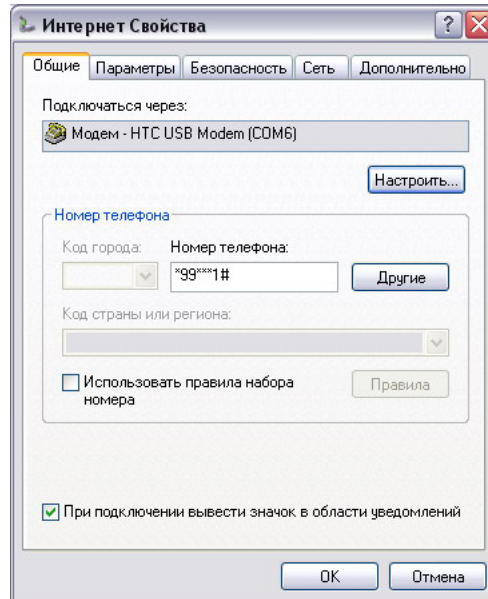 Интернет Свойства
Общие Параметры Безопасность Сеть Дополнительно
Подключаться через:
Модем - HTC USB Modem (COM6)
Настроить...
Номер телефона
Код города: Номер телефона:
*99***1# Другие
Код страны или региона:
Использовать правила набора номера Правила
При подключении вывести значок в области уведомлений
OK Отмена